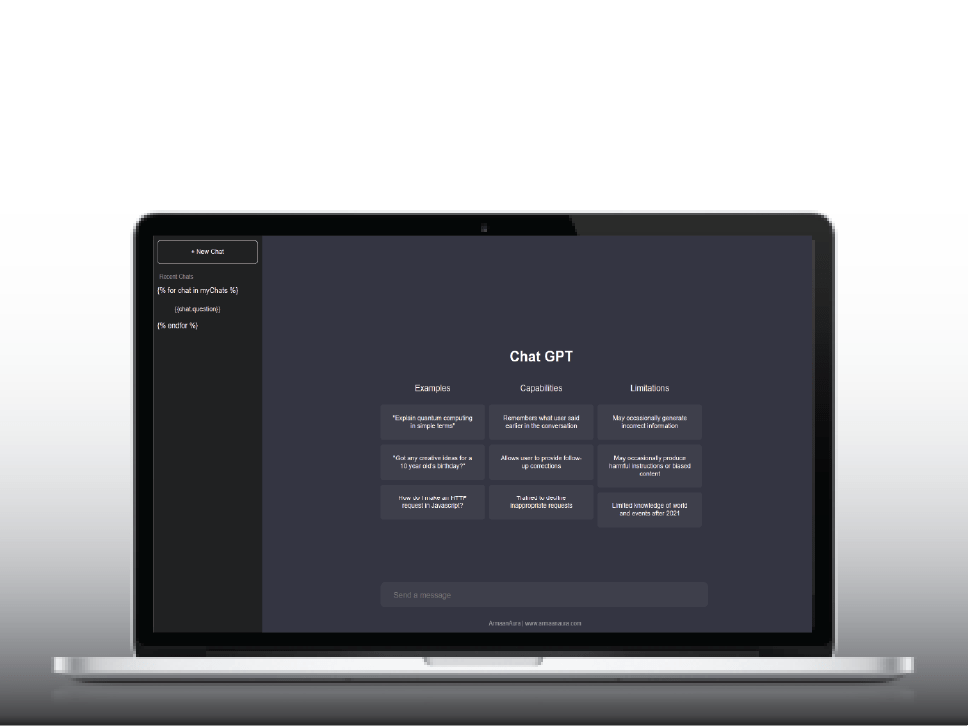 + New Chat
Recent Chats
{% for chat in myChats %}
{{chat.question}}
{% endfor %}
Chat GPT
Examples
"Explain quantum computing
in simple terms"
"Got any creative ideas for a
10 year old's birthday?"
How do I make an HTTP
request in Javascript?
Capabilities
Remembers what user said
earlier in the conversation
Allows user to provide follow-
up corrections
Trained to decline
inappropriate requests
Limitations
May occasionally generate
incorrect information
May occasionally produce
harmful instructions or biased
content
Limited knowledge of world
and events after 2021
Send a message